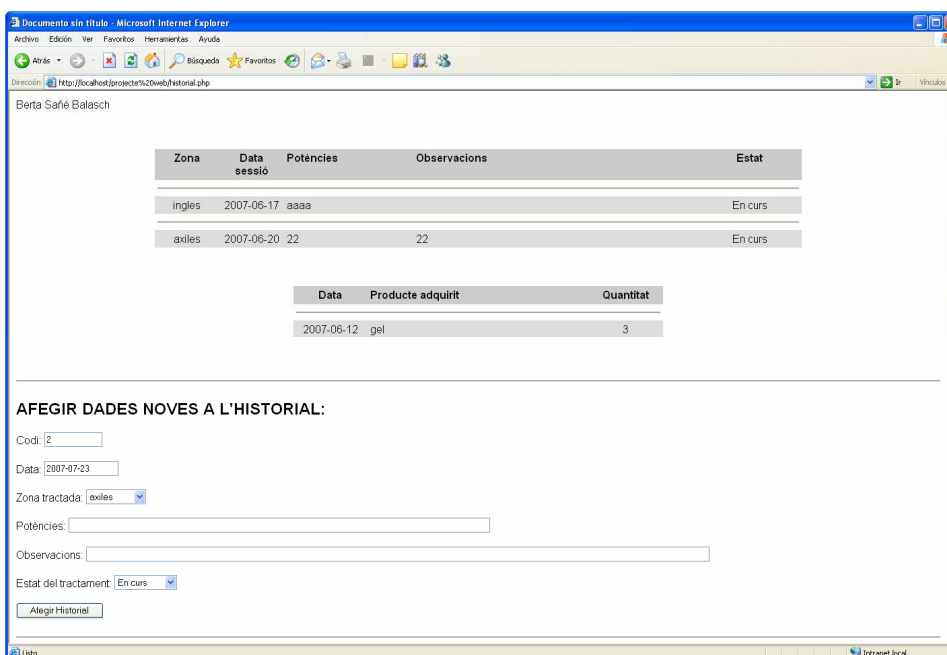 Documento sin título - Microsoft Internet Explorer
Archivo Edición Ver Favoritos Herramientas Ayuda
Atrás Búsqueda Favoritos
Dirección http://localhost/projecte%20web/historial.php Ir Vínculos
Berta Sañé Balasch
Zona Data sessió Potències Observacions Estat
ingles 2007-06-17 aaaa En curs
axiles 2007-06-20 22 22 En curs
Data Producte adquirit Quantitat
2007-06-12 gel 3
AFEGIR DADES NOVES A L'HISTORIAL:
Codi: 2
Data: 2007-07-23
Zona tractada: axiles
Potències:
Observacions:
Estat del tractament: En curs
Afegir Historial
Listo Intranet local